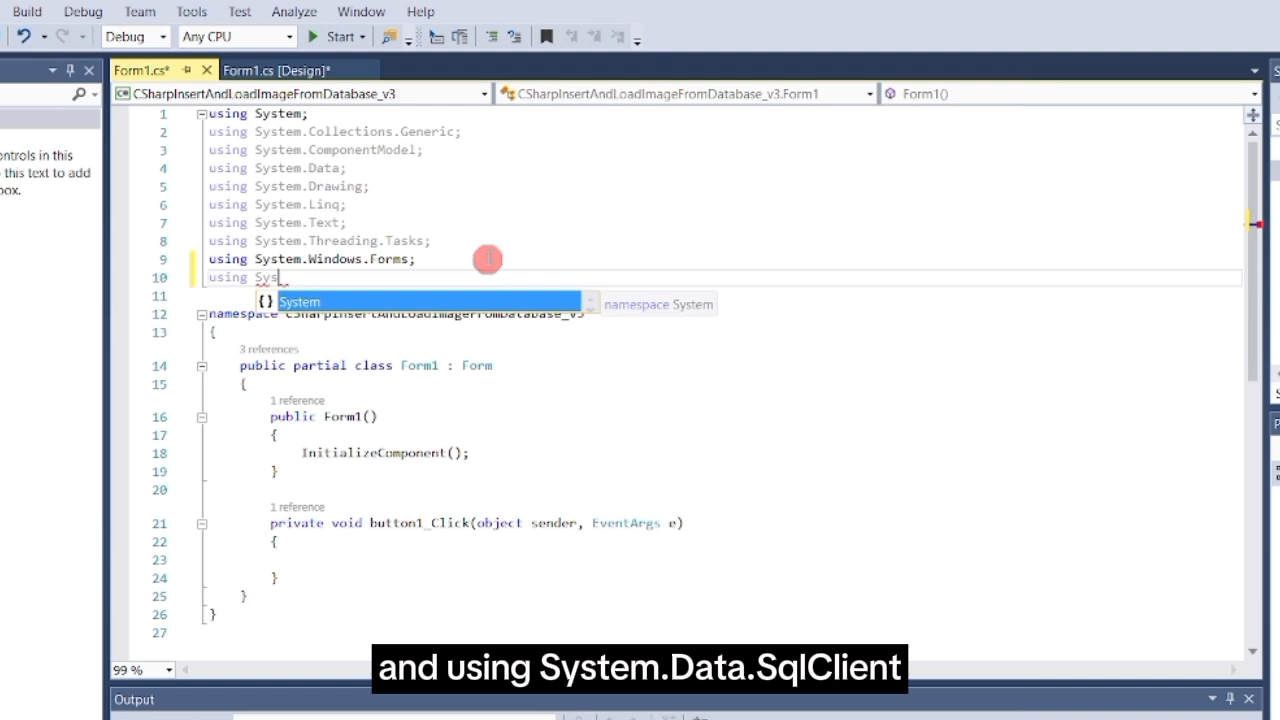 Build Debug Team Tools Test Analyze Window Help
Debug Any CPU Start
Form1.cs* Form1.cs [Design]*
CSharpInsertAndLoadImageFromDatabase_v3 CSharpInsertAndLoadImageFromDatabase_v3.Form1 Form1()
ontrols in this
this text to add
box.
1 using System;
2 using System.Collections.Generic;
3 using System.ComponentModel;
4 using System.Data;
5 using System.Drawing;
6 using System.Linq;
7 using System.Text;
8 using System.Threading.Tasks;
9 using System.Windows.Forms;
10 using Sys
{ } System namespace System
11
12 namespace CSharpInsertAndLoadImageFromDatabase_v3
13 {
3 references
14 public partial class Form1 : Form
15 {
1 reference
16 public Form1()
17 {
18 InitializeComponent();
19 }
20
1 reference
21 private void button1_Click(object sender, EventArgs e)
22 {
23
24 }
25 }
26 }
27
99 %
and using System.Data.SqlClient
Output